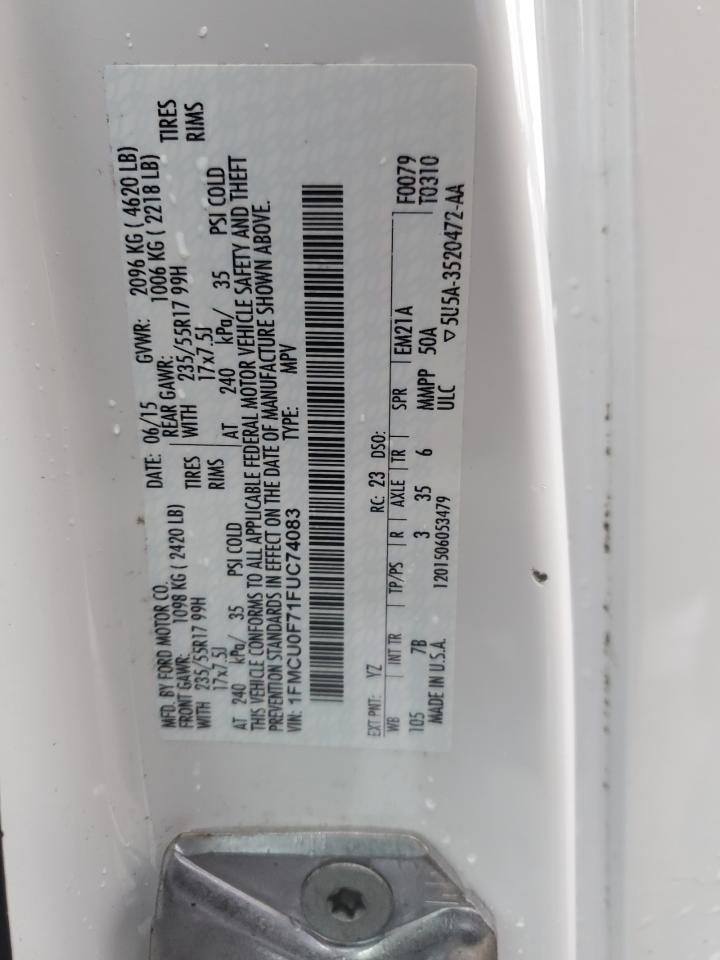 MFD. BY FORD MOTOR CO. DATE: 06/15 GVWR: 2096 KG ( 4620 LB)
FRONT GAWR: 1098 KG ( 2420 LB) REAR GAWR: 1006 KG ( 2218 LB)
WITH 235/55R17 99H TIRES WITH 235/55R17 99H TIRES
17x7.5J RIMS 17x7.5J RIMS
AT 240 kPa/ 35 PSI COLD AT 240 kPa/ 35 PSI COLD
THIS VEHICLE CONFORMS TO ALL APPLICABLE FEDERAL MOTOR VEHICLE SAFETY AND THEFT
PREVENTION STANDARDS IN EFFECT ON THE DATE OF MANUFACTURE SHOWN ABOVE.
VIN: 1FMCU0F71FUC74083 TYPE: MPV
EXT PNT: YZ RC: 23 DSO: F0079
WB INT TR TP/PS R AXLE TR SPR EM21A T0310
105 7B 3 35 6 MMPP 50A
MADE IN U.S.A. 1201506053479 ULC ▽5U5A-3520472-AA